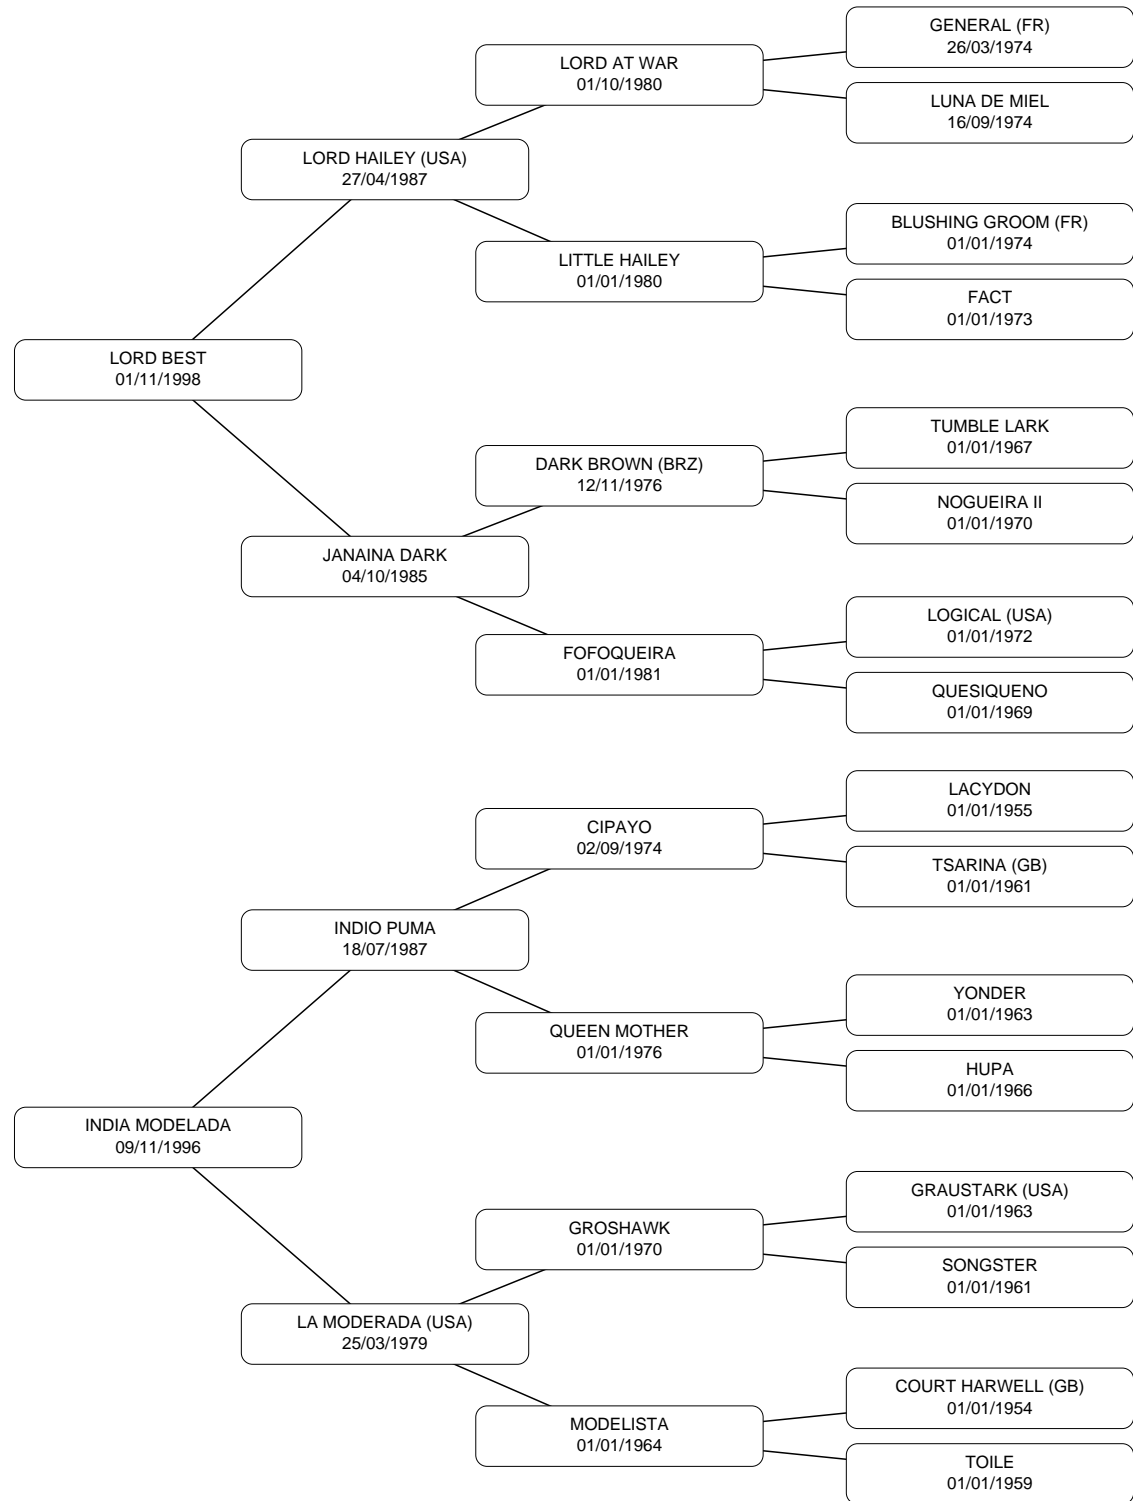 GENERAL (FR)
26/03/1974
LORD AT WAR
01/10/1980
LUNA DE MIEL
16/09/1974
LORD HAILEY (USA)
27/04/1987
BLUSHING GROOM (FR)
01/01/1974
LITTLE HAILEY
01/01/1980
FACT
01/01/1973
LORD BEST
01/11/1998
TUMBLE LARK
01/01/1967
DARK BROWN (BRZ)
12/11/1976
NOGUEIRA II
01/01/1970
JANAINA DARK
04/10/1985
LOGICAL (USA)
01/01/1972
FOFOQUEIRA
01/01/1981
QUESIQUENO
01/01/1969
LACYDON
01/01/1955
CIPAYO
02/09/1974
TSARINA (GB)
01/01/1961
INDIO PUMA
18/07/1987
YONDER
01/01/1963
QUEEN MOTHER
01/01/1976
HUPA
01/01/1966
INDIA MODELADA
09/11/1996
GRAUSTARK (USA)
01/01/1963
GROSHAWK
01/01/1970
SONGSTER
01/01/1961
LA MODERADA (USA)
25/03/1979
COURT HARWELL (GB)
01/01/1954
MODELISTA
01/01/1964
TOILE
01/01/1959